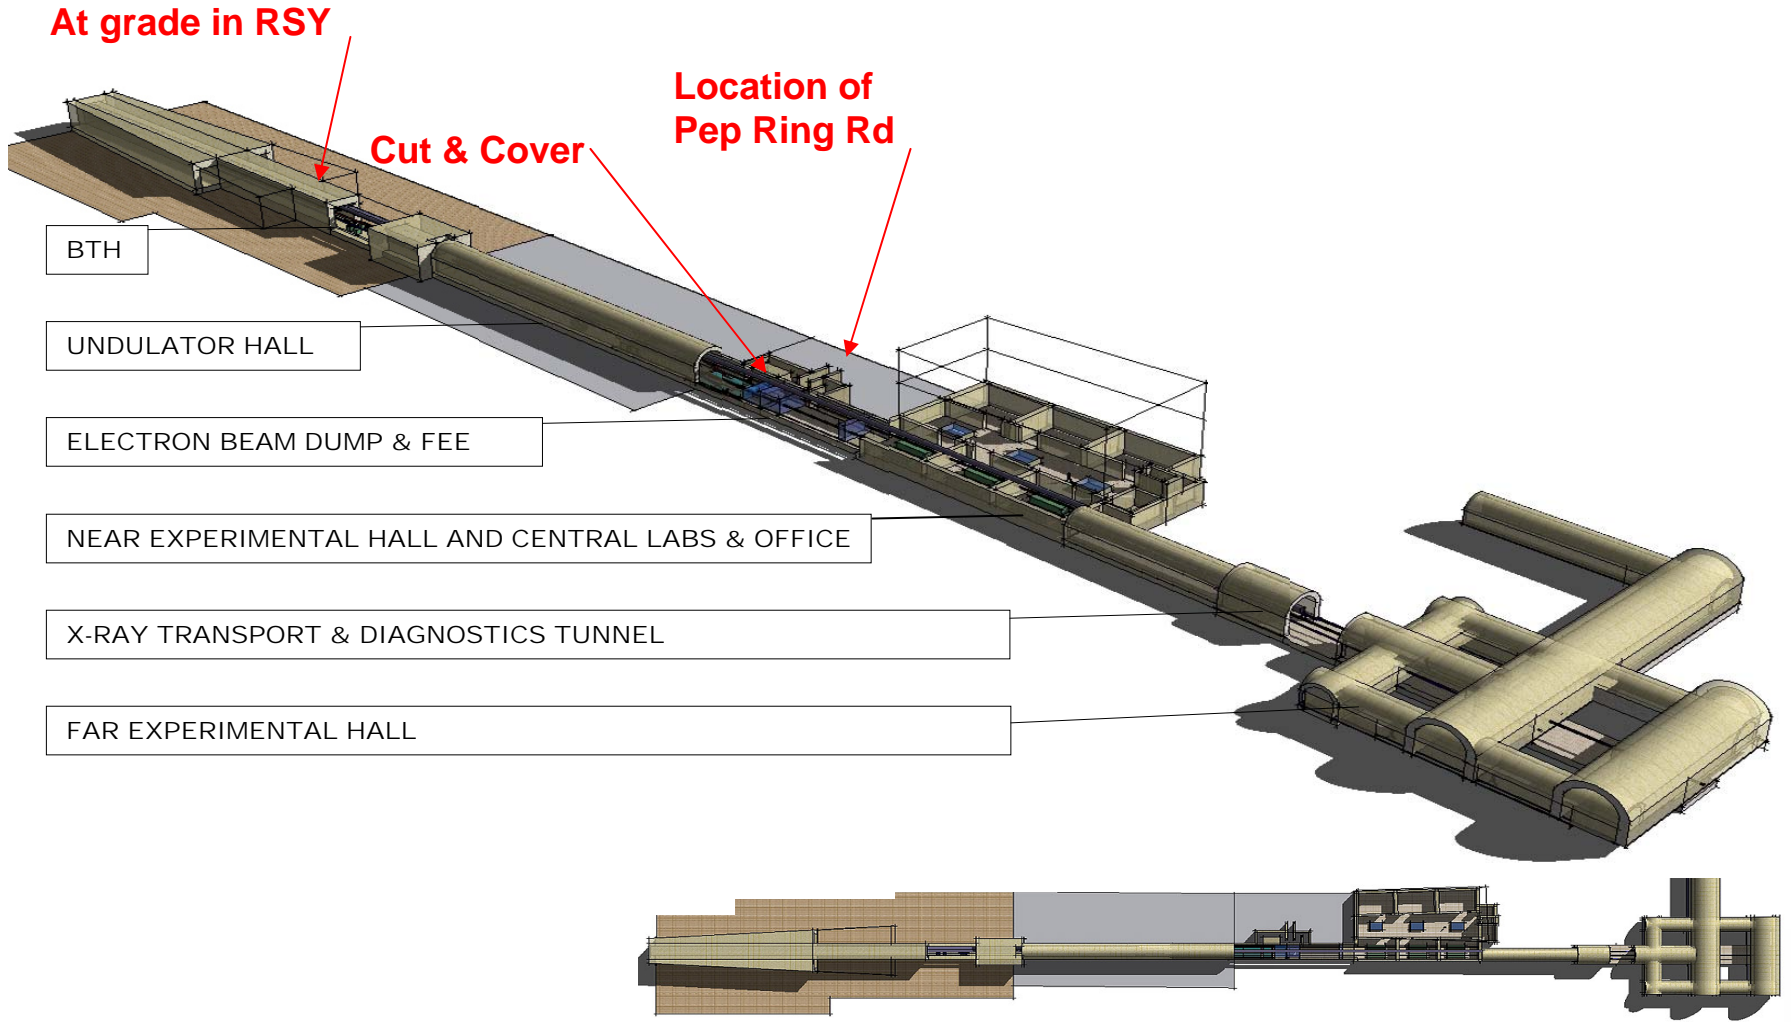 At grade in RSY
Location of
Pep Ring Rd
Cut & Cover
BTH
UNDULATOR HALL
ELECTRON BEAM DUMP & FEE
NEAR EXPERIMENTAL HALL AND CENTRAL LABS & OFFICE
X-RAY TRANSPORT & DIAGNOSTICS TUNNEL
FAR EXPERIMENTAL HALL